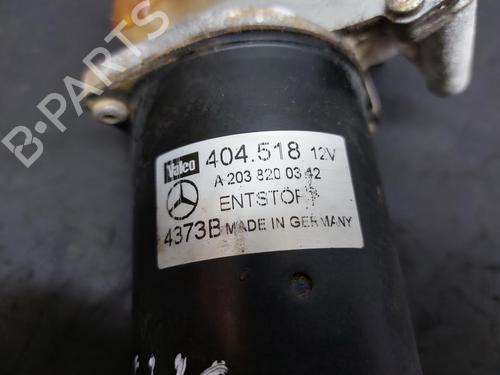 B-PARTS
Valeo 404.518 12V
A 203 820 03 42
ENTSTÖRT
4373B MADE IN GERMANY